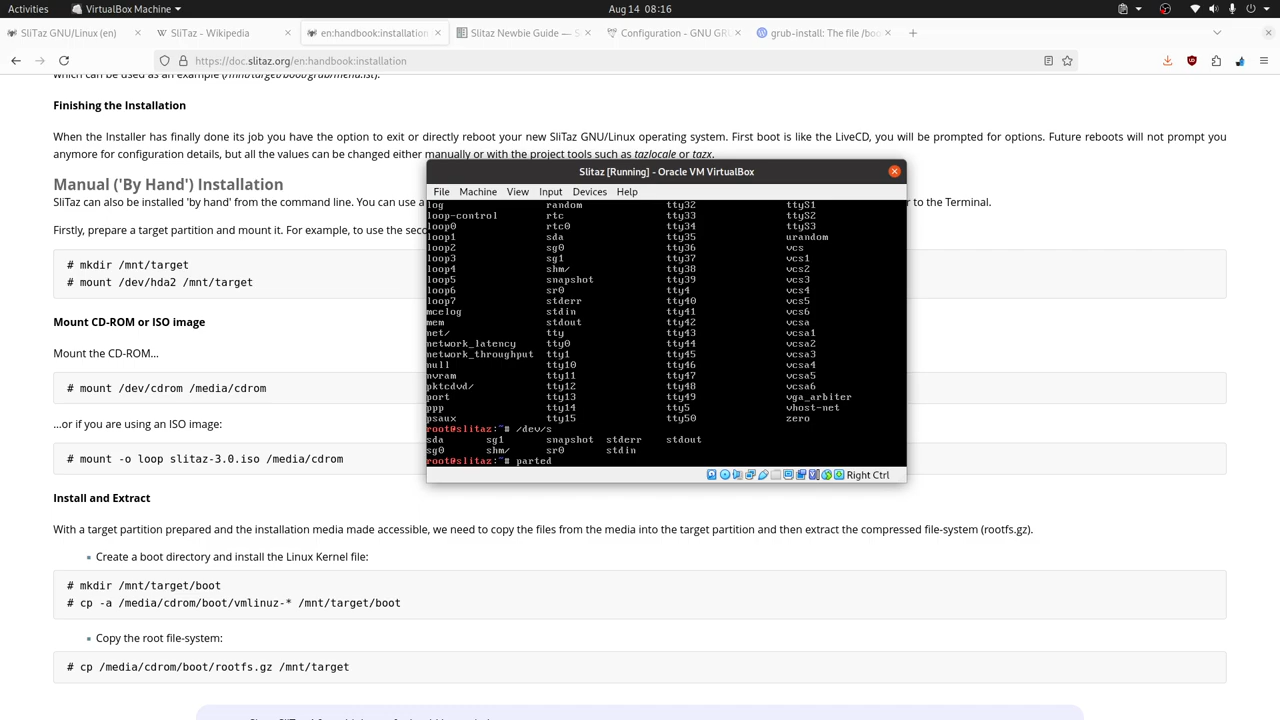 Activities
VirtualBox Machine
Aug 14 08:16
SliTaz GNU/Linux (en)
SliTaz - Wikipedia
en:handbook:installation
Slitaz Newbie Guide — S
Configuration - GNU GRU
grub-install: The file /boo
https://doc.slitaz.org/en:handbook:installation
which can be used as an example (/mnt/target/boot/grub/menu.lst).
Finishing the Installation
When the Installer has finally done its job you have the option to exit or directly reboot your new SliTaz GNU/Linux operating system. First boot is like the LiveCD, you will be prompted for options. Future reboots will not prompt you
anymore for configuration details, but all the values can be changed either manually or with the project tools such as tazlocale or tazx.
Manual ('By Hand') Installation
SliTaz can also be installed 'by hand' from the command line. You can use a
r to the Terminal.
Firstly, prepare a target partition and mount it. For example, to use the seco
# mkdir /mnt/target
# mount /dev/hda2 /mnt/target
Mount CD-ROM or ISO image
Mount the CD-ROM...
# mount /dev/cdrom /media/cdrom
...or if you are using an ISO image:
# mount -o loop slitaz-3.0.iso /media/cdrom
Install and Extract
With a target partition prepared and the installation media made accessible, we need to copy the files from the media into the target partition and then extract the compressed file-system (rootfs.gz).
Create a boot directory and install the Linux Kernel file:
# mkdir /mnt/target/boot
# cp -a /media/cdrom/boot/vmlinuz-* /mnt/target/boot
Copy the root file-system:
# cp /media/cdrom/boot/rootfs.gz /mnt/target
Slitaz [Running] - Oracle VM VirtualBox
File Machine View Input Devices Help
log random tty32 ttyS1
loop-control rtc tty33 ttyS2
loop0 rtc0 tty34 ttyS3
loop1 sda tty35 urandom
loop2 sg0 tty36 vcs
loop3 sg1 tty37 vcs1
loop4 shm/ tty38 vcs2
loop5 snapshot tty39 vcs3
loop6 sr0 tty4 vcs4
loop7 stderr tty40 vcs5
mcelog stdin tty41 vcs6
mem stdout tty42 vcsa
net/ tty tty43 vcsa1
network_latency tty0 tty44 vcsa2
network_throughput tty1 tty45 vcsa3
null tty10 tty46 vcsa4
nvram tty11 tty47 vcsa5
pktcdvd/ tty12 tty48 vcsa6
port tty13 tty49 vga_arbiter
ppp tty14 tty5 vhost-net
psaux tty15 tty50 zero
root@slitaz:~# /dev/s
sda sg1 snapshot stderr stdout
sg0 shm/ sr0 stdin
root@slitaz:~# parted
Right Ctrl